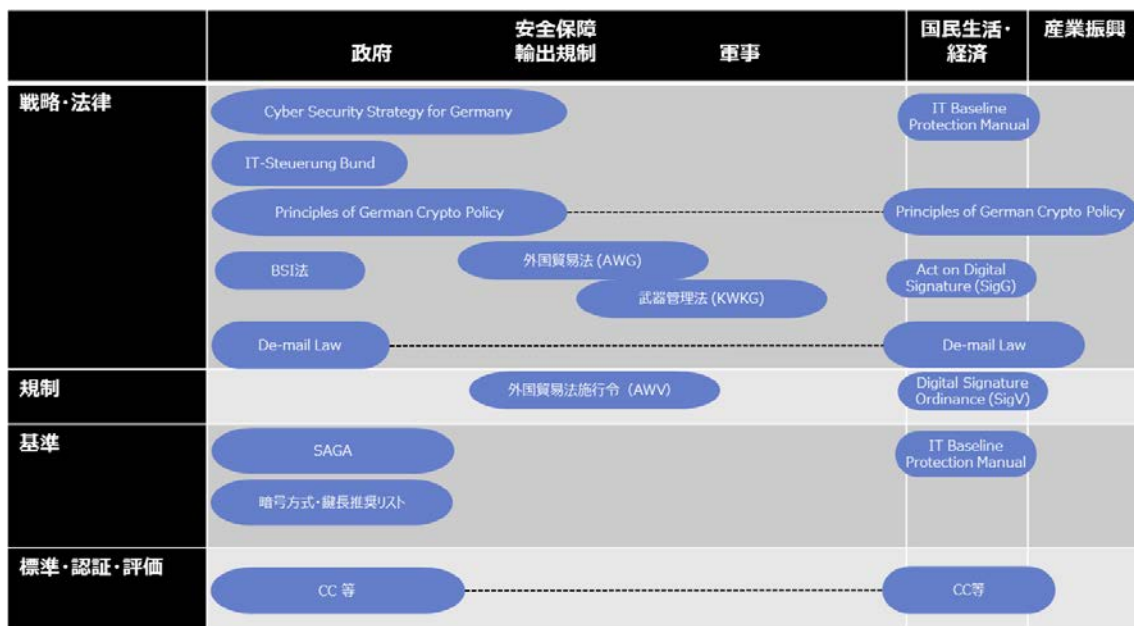 政府
安全保障
輸出規制
軍事
国民生活・
経済
産業振興
戦略・法律
Cyber Security Strategy for Germany
IT Baseline
Protection Manual
IT-Steuerung Bund
Principles of German Crypto Policy
Principles of German Crypto Policy
BSI法
外国貿易法 (AWG)
Act on Digital
Signature (SigG)
武器管理法 (KWKG)
De-mail Law
De-mail Law
規制
外国貿易法施行令 (AWV)
Digital Signature
Ordinance (SigV)
基準
SAGA
IT Baseline
Protection Manual
暗号方式・鍵長推奨リスト
標準・認証・評価
CC 等
CC等